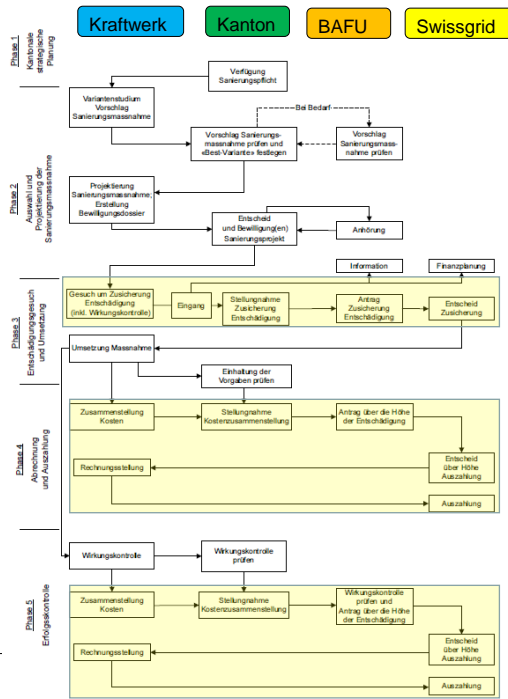 Kraftwerk
Kanton
BAFU
Swissgrid
Phase 1
Kantonale
strategische
Planung
Verfügung
Sanierungspflicht
Phase 2
Auswahl und
Projektierung der
Sanierungsmassnahme
Variantenstudium
Vorschlag
Sanierungsmassnahme
Bei Bedarf
Vorschlag Sanierungs-
massnahme prüfen und
«Best-Variante» festlegen
Vorschlag
Sanierungsmass-
nahme prüfen
Projektierung
Sanierungsmassnahme;
Erstellung
Bewilligungsdossier
Entscheid
und Bewilligung(en)
Sanierungsprojekt
Anhörung
Information
Finanzplanung
Phase 3
Entschädigungsgesuch
und Umsetzung
Gesuch um Zusicherung
Entschädigung
(inkl. Wirkungskontrolle)
Eingang
Stellungnahme
Zusicherung
Entschädigung
Antrag
Zusicherung
Entschädigung
Entscheid
Zusicherung
Umsetzung Massnahme
Einhaltung der
Vorgaben prüfen
Phase 4
Abrechnung
und Auszahlung
Zusammenstellung
Kosten
Stellungnahme
Kostenzusammenstellung
Antrag über die Höhe
der Entschädigung
Rechnungsstellung
Entscheid
über Höhe
Auszahlung
Auszahlung
Phase 5
Erfolgsskontrolle
Wirkungskontrolle
Wirkungskontrolle
prüfen
Zusammenstellung
Kosten
Stellungnahme
Kostenzusammenstellung
Wirkungskontrolle
prüfen und
Antrag über die Höhe
der Entschädigung
Rechnungsstellung
Entscheid
über Höhe
Auszahlung
Auszahlung